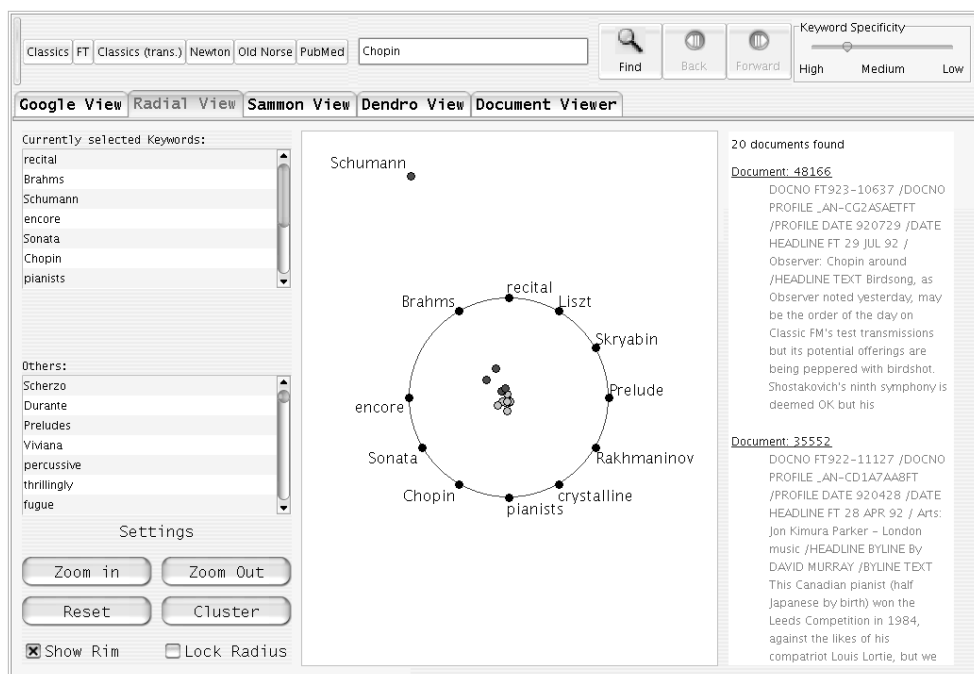 Classics FT Classics (trans.) Newton Old Norse PubMed
Chopin
Find
Back
Forward
Keyword Specificity
High Medium Low
Google View Radial View Sammon View Dendro View Document Viewer
Currently selected Keywords:
recital
Brahms
Schumann
encore
Sonata
Chopin
pianists
Others:
Scherzo
Durante
Preludes
Viviana
percussive
thrillingly
fugue
Settings
Zoom in Zoom Out
Reset Cluster
Show Rim Lock Radius
Schumann
recital
Brahms Liszt
Skryabin
encore Prelude
Sonata Rakhmaninov
Chopin crystalline
pianists
20 documents found
Document: 48166
DOCNO FT923-10637 /DOCNO
PROFILE _AN-CG2ASAETFT
/PROFILE DATE 920729 /DATE
HEADLINE FT 29 JUL 92 /
Observer: Chopin around
/HEADLINE TEXT Birdsong, as
Observer noted yesterday, may
be the order of the day on
Classic FM's test transmissions
but its potential offerings are
being peppered with birdshot.
Shostakovich's ninth symphony is
deemed OK but his
Document: 35552
DOCNO FT922-11127 /DOCNO
PROFILE _AN-CD1A7AA8FT
/PROFILE DATE 920428 /DATE
HEADLINE FT 28 APR 92 / Arts:
Jon Kimura Parker - London
music /HEADLINE BYLINE By
DAVID MURRAY /BYLINE TEXT
This Canadian pianist (half
Japanese by birth) won the
Leeds Competition in 1984,
against the likes of his
compatriot Louis Lortie, but we